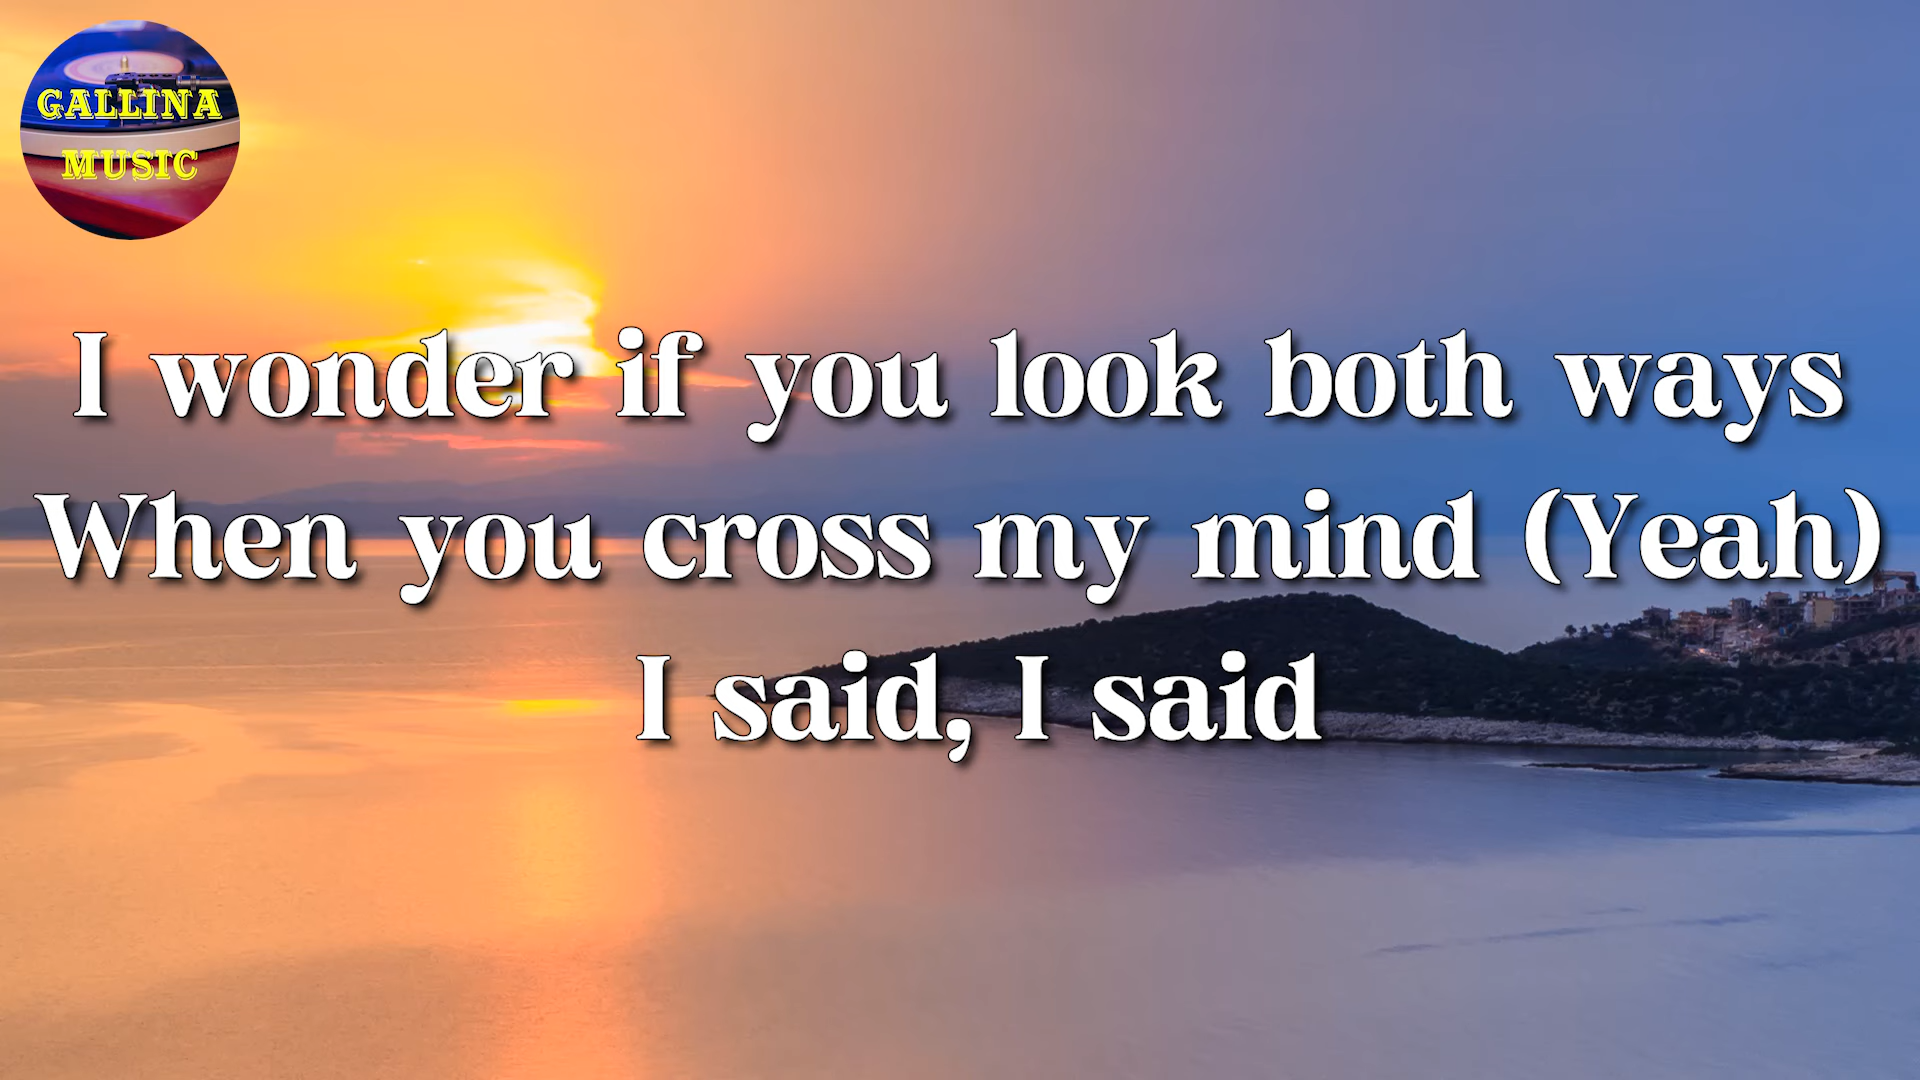 GALLINA
MUSIC
I wonder if you look both ways
When you cross my mind (Yeah)
I said, I said